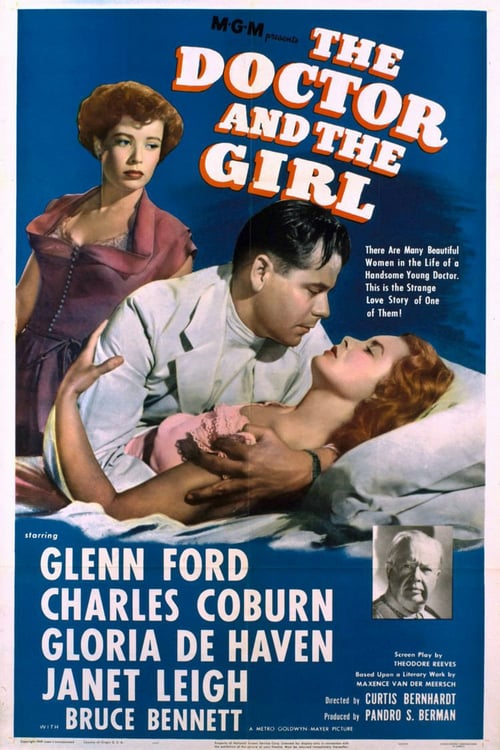 M-G-M presents
THE
DOCTOR
AND THE
GIRL
There Are Many Beautiful
Women in the Life of a
Handsome Young Doctor.
This is the Strange
Love Story of One
of Them!
starring
GLENN FORD
CHARLES COBURN
GLORIA DE HAVEN
JANET LEIGH
WITH BRUCE BENNETT
Screen Play by
THEODORE REEVES
Based Upon a Literary Work by
MAXENCE VAN DER MEERSCH
Directed by CURTIS BERNHARDT
Produced by PANDRO S. BERMAN
A METRO GOLDWYN-MAYER PICTURE
Country of Origin U.S.A.